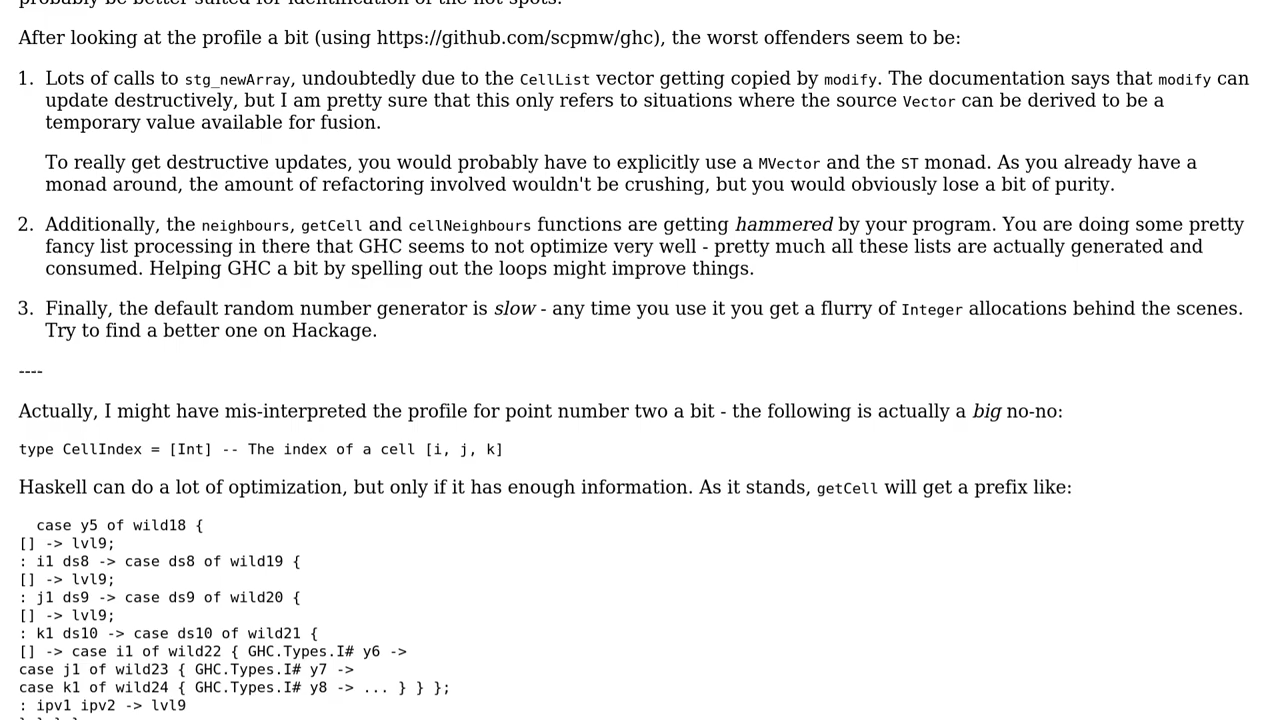 probably be better suited for identification of the hot spots.
After looking at the profile a bit (using https://github.com/scpmw/ghc), the worst offenders seem to be:
1. Lots of calls to stg_newArray, undoubtedly due to the CellList vector getting copied by modify. The documentation says that modify can
update destructively, but I am pretty sure that this only refers to situations where the source Vector can be derived to be a
temporary value available for fusion.
To really get destructive updates, you would probably have to explicitly use a MVector and the ST monad. As you already have a
monad around, the amount of refactoring involved wouldn't be crushing, but you would obviously lose a bit of purity.
2. Additionally, the neighbours, getCell and cellNeighbours functions are getting hammered by your program. You are doing some pretty
fancy list processing in there that GHC seems to not optimize very well - pretty much all these lists are actually generated and
consumed. Helping GHC a bit by spelling out the loops might improve things.
3. Finally, the default random number generator is slow - any time you use it you get a flurry of Integer allocations behind the scenes.
Try to find a better one on Hackage.
----
Actually, I might have mis-interpreted the profile for point number two a bit - the following is actually a big no-no:
type CellIndex = [Int] -- The index of a cell [i, j, k]
Haskell can do a lot of optimization, but only if it has enough information. As it stands, getCell will get a prefix like:
case y5 of wild18 {
[] -> lvl9;
: i1 ds8 -> case ds8 of wild19 {
[] -> lvl9;
: j1 ds9 -> case ds9 of wild20 {
[] -> lvl9;
: k1 ds10 -> case ds10 of wild21 {
[] -> case i1 of wild22 { GHC.Types.I# y6 ->
case j1 of wild23 { GHC.Types.I# y7 ->
case k1 of wild24 { GHC.Types.I# y8 -> ... } } };
: ipv1 ipv2 -> lvl9
} } } }